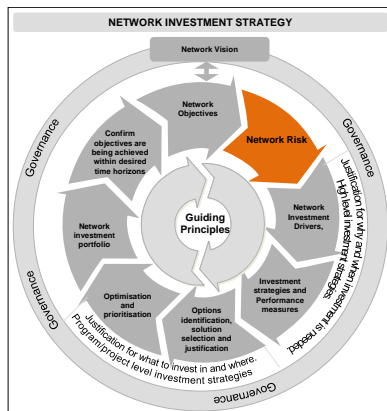 NETWORK INVESTMENT STRATEGY
Network Vision
Governance
Governance
Network
Objectives
Network Risk
Confirm
objectives are
being achieved
within desired
time horizons
Network
Investment
Drivers,
Justification for why and when investment is needed.
High level investment strategies
Guiding
Principles
Network
investment
portfolio
Investment
strategies and
Performance
measures
Optimisation
and
prioritisation
Options
identification,
solution
selection and
justification
Justification for what to invest in and where.
Program/project level investment strategies
Governance
Governance